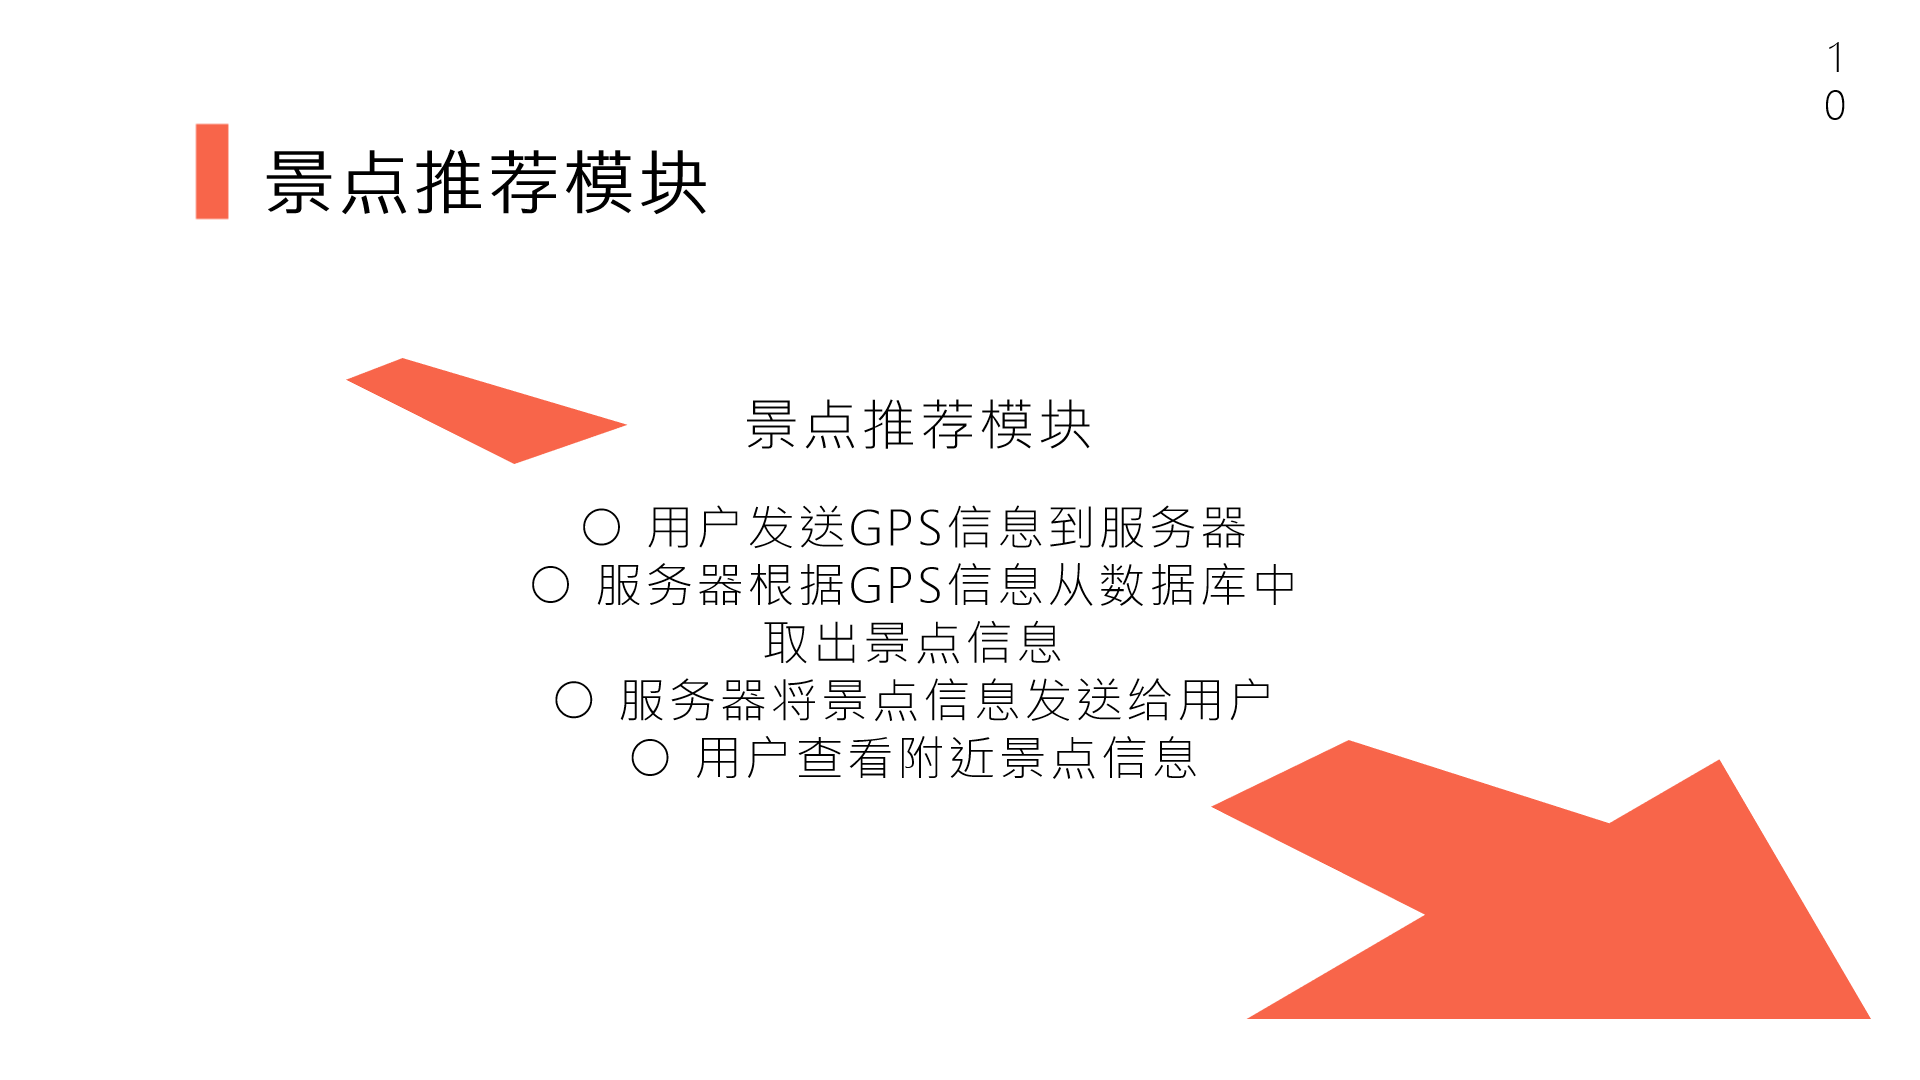 1
0
景点推荐模块
景点推荐模块
○ 用户发送GPS信息到服务器
○ 服务器根据GPS信息从数据库中
取出景点信息
○ 服务器将景点信息发送给用户
○ 用户查看附近景点信息